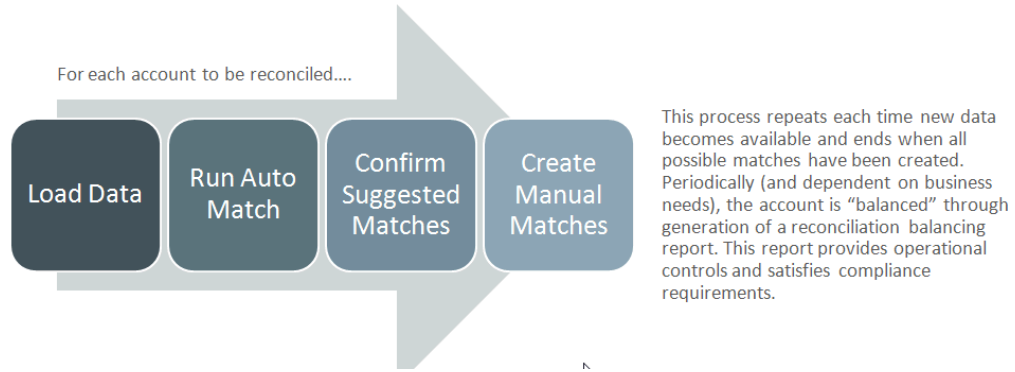 For each account to be reconciled....
Load Data
Run Auto
Match
Confirm
Suggested
Matches
Create
Manual
Matches
This process repeats each time new data
becomes available and ends when all
possible matches have been created.
Periodically (and dependent on business
needs), the account is “balanced” through
generation of a reconciliation balancing
report. This report provides operational
controls and satisfies compliance
requirements.